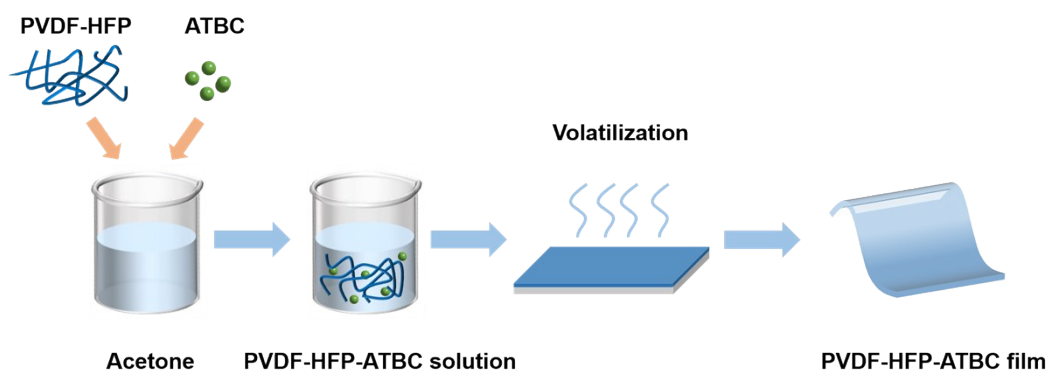 PVDF-HFP
ATBC
Volatilization
Acetone
PVDF-HFP-ATBC solution
PVDF-HFP-ATBC film